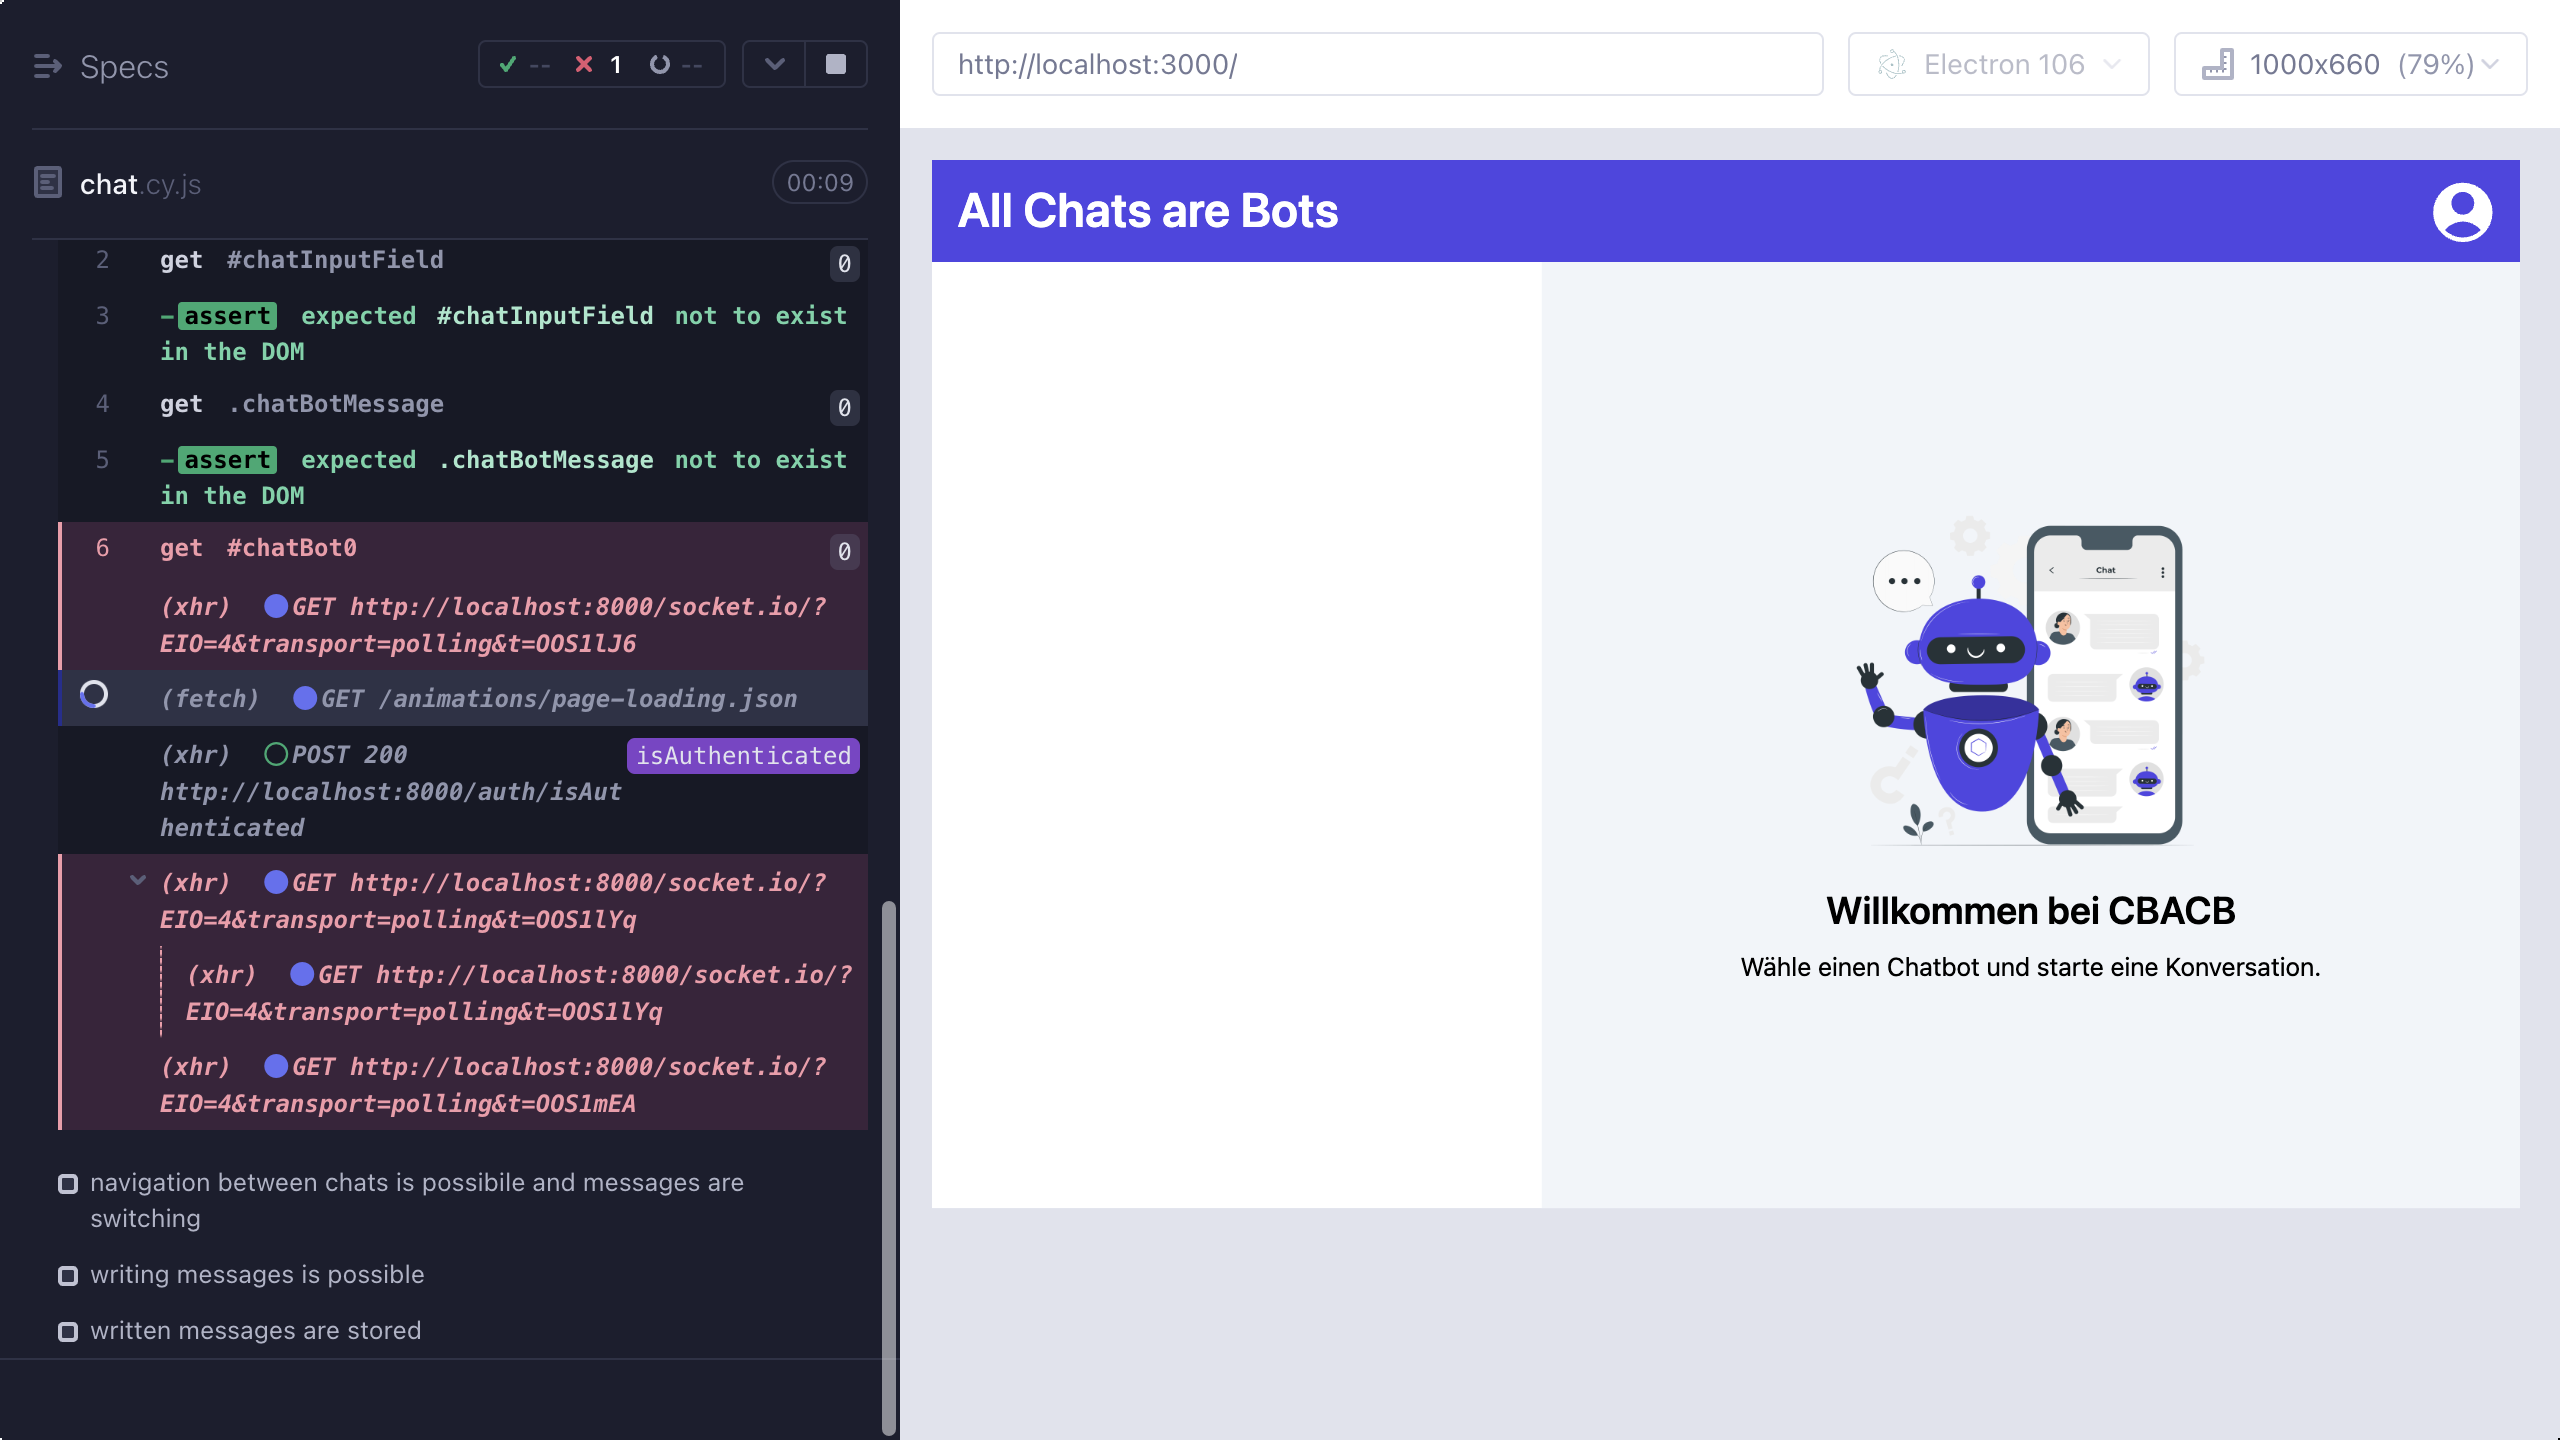 Specs
-- 1 --
chat.cy.js
00:09
2 get #chatInputField 0
3 -assert expected #chatInputField not to exist
in the DOM
4 get .chatBotMessage 0
5 -assert expected .chatBotMessage not to exist
in the DOM
6 get #chatBot0 0
(xhr) GET http://localhost:8000/socket.io/?
EIO=4&transport=polling&t=OOS1lJ6
(fetch) GET /animations/page-loading.json
(xhr) POST 200 isAuthenticated
http://localhost:8000/auth/isAut
henticated
(xhr) GET http://localhost:8000/socket.io/?
EIO=4&transport=polling&t=OOS1lYq
(xhr) GET http://localhost:8000/socket.io/?
EIO=4&transport=polling&t=OOS1lYq
(xhr) GET http://localhost:8000/socket.io/?
EIO=4&transport=polling&t=OOS1mEA
navigation between chats is possibile and messages are
switching
writing messages is possible
written messages are stored
http://localhost:3000/
Electron 106
1000x660 (79%)
All Chats are Bots
Chat
?
Willkommen bei CBACB
Wähle einen Chatbot und starte eine Konversation.